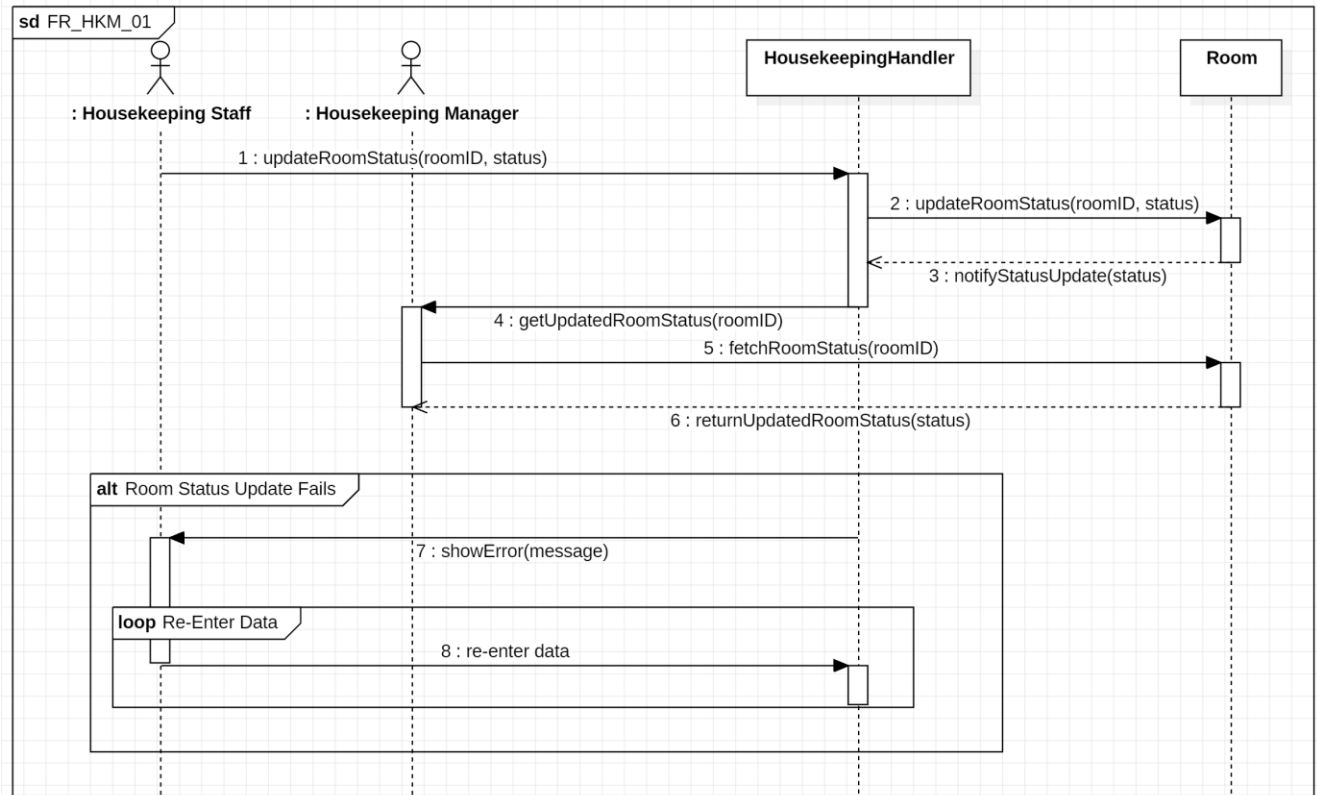 sd FR_HKM_01
HousekeepingHandler
Room
: Housekeeping Staff
: Housekeeping Manager
1 : updateRoomStatus(roomID, status)
2 : updateRoomStatus(roomID, status)
3 : notifyStatusUpdate(status)
4 : getUpdatedRoomStatus(roomID)
5 : fetchRoomStatus(roomID)
6 : returnUpdatedRoomStatus(status)
alt Room Status Update Fails
7 : showError(message)
loop Re-Enter Data
8 : re-enter data